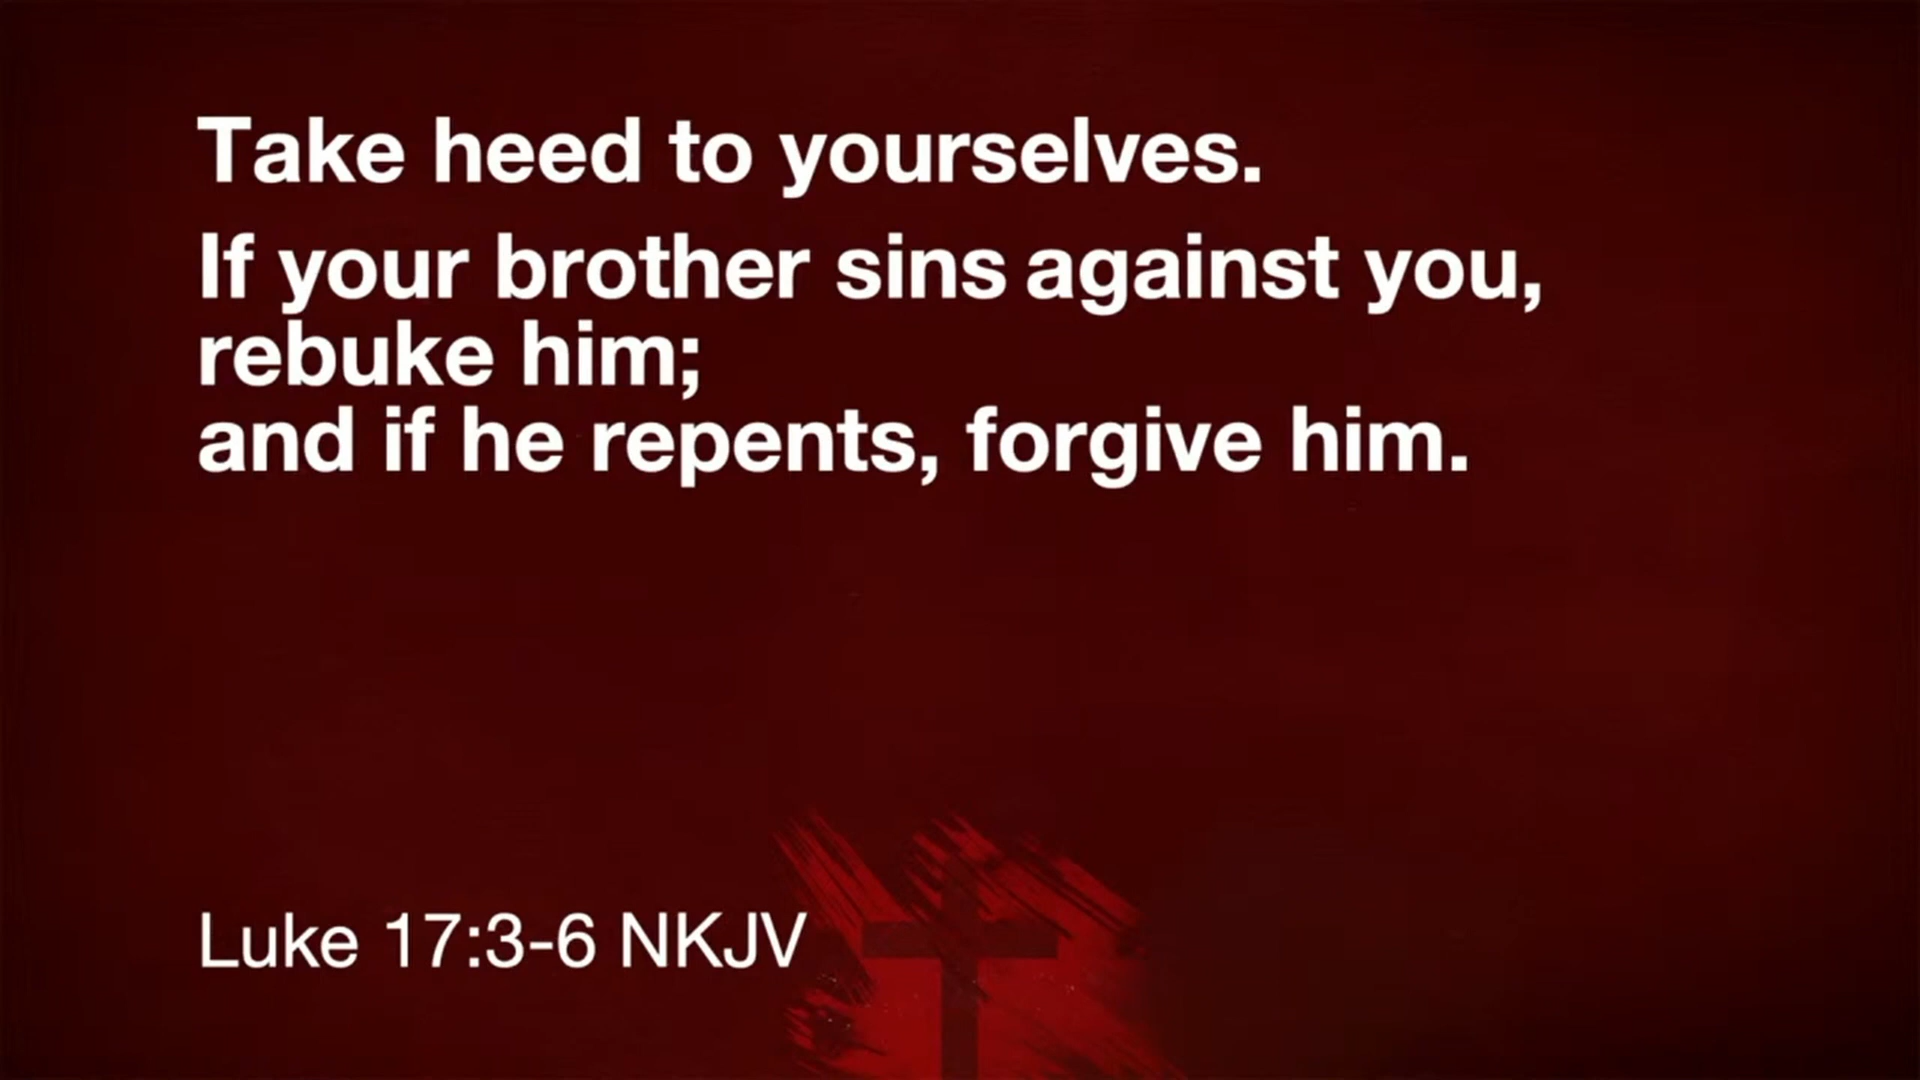 Take heed to yourselves.
If your brother sins against you,
rebuke him;
and if he repents, forgive him.
Luke 17:3-6 NKJV